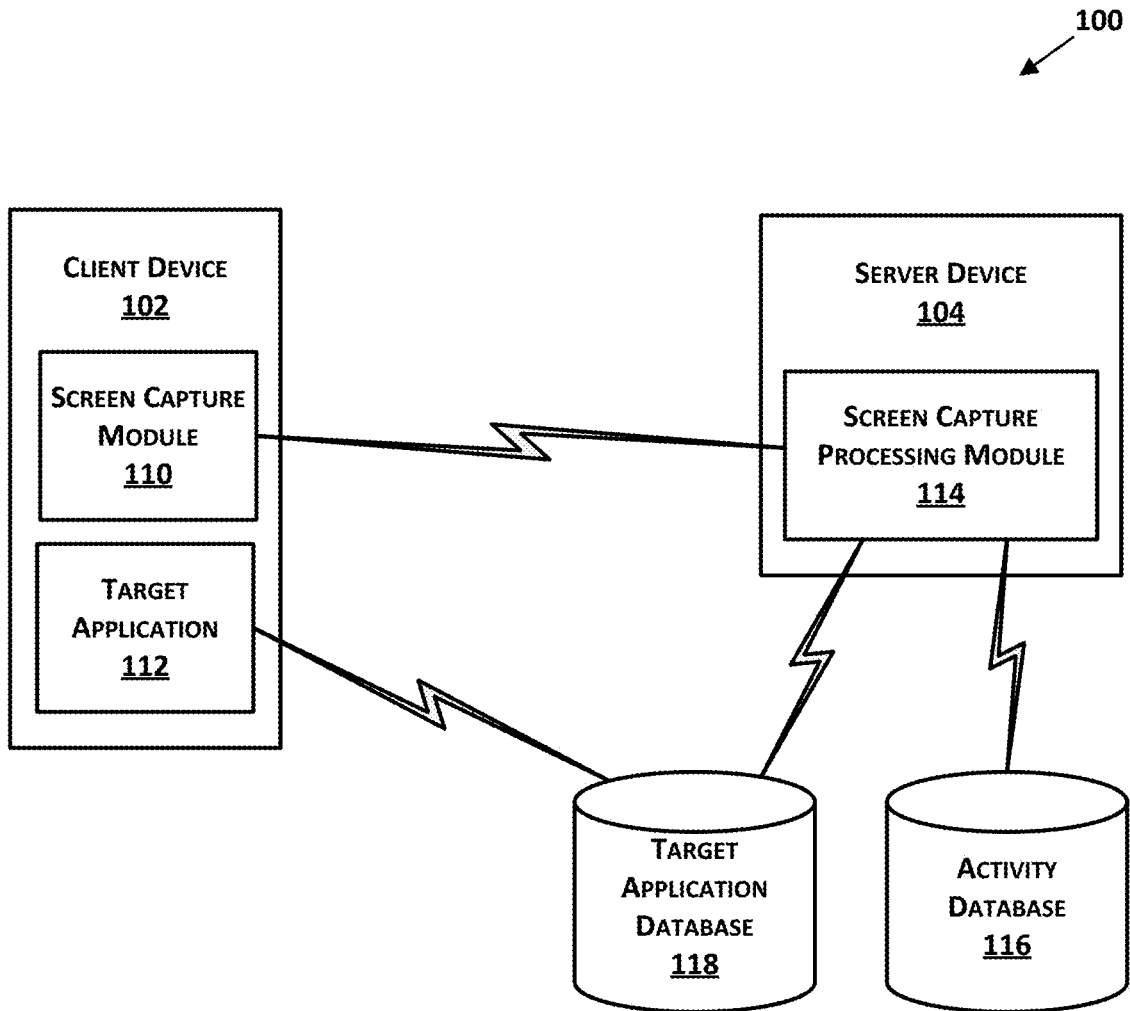 100
CLIENT DEVICE
102
SCREEN CAPTURE
MODULE
110
TARGET
APPLICATION
112
SERVER DEVICE
104
SCREEN CAPTURE
PROCESSING MODULE
114
TARGET
APPLICATION
DATABASE
118
ACTIVITY
DATABASE
116